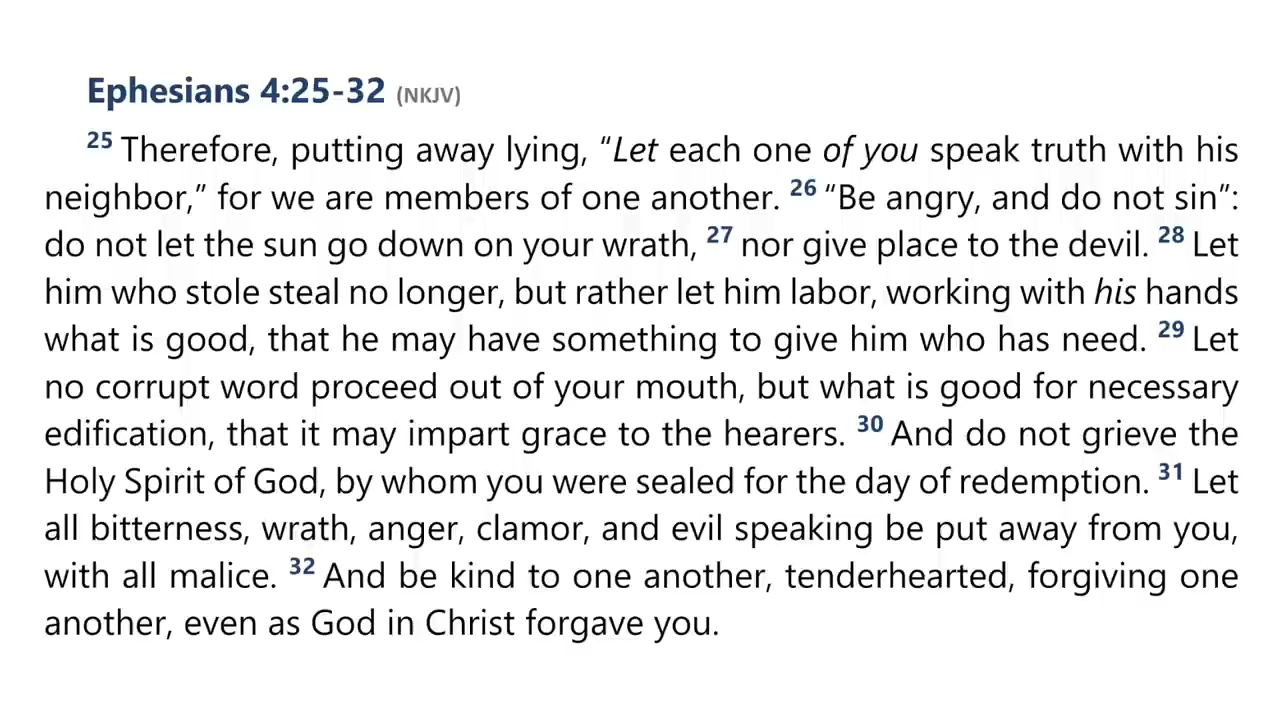 Ephesians 4:25-32 (NKJV)
25 Therefore, putting away lying, “Let each one of you speak truth with his
neighbor,” for we are members of one another. 26 “Be angry, and do not sin”:
do not let the sun go down on your wrath, 27 nor give place to the devil. 28 Let
him who stole steal no longer, but rather let him labor, working with his hands
what is good, that he may have something to give him who has need. 29 Let
no corrupt word proceed out of your mouth, but what is good for necessary
edification, that it may impart grace to the hearers. 30 And do not grieve the
Holy Spirit of God, by whom you were sealed for the day of redemption. 31 Let
all bitterness, wrath, anger, clamor, and evil speaking be put away from you,
with all malice. 32 And be kind to one another, tenderhearted, forgiving one
another, even as God in Christ forgave you.